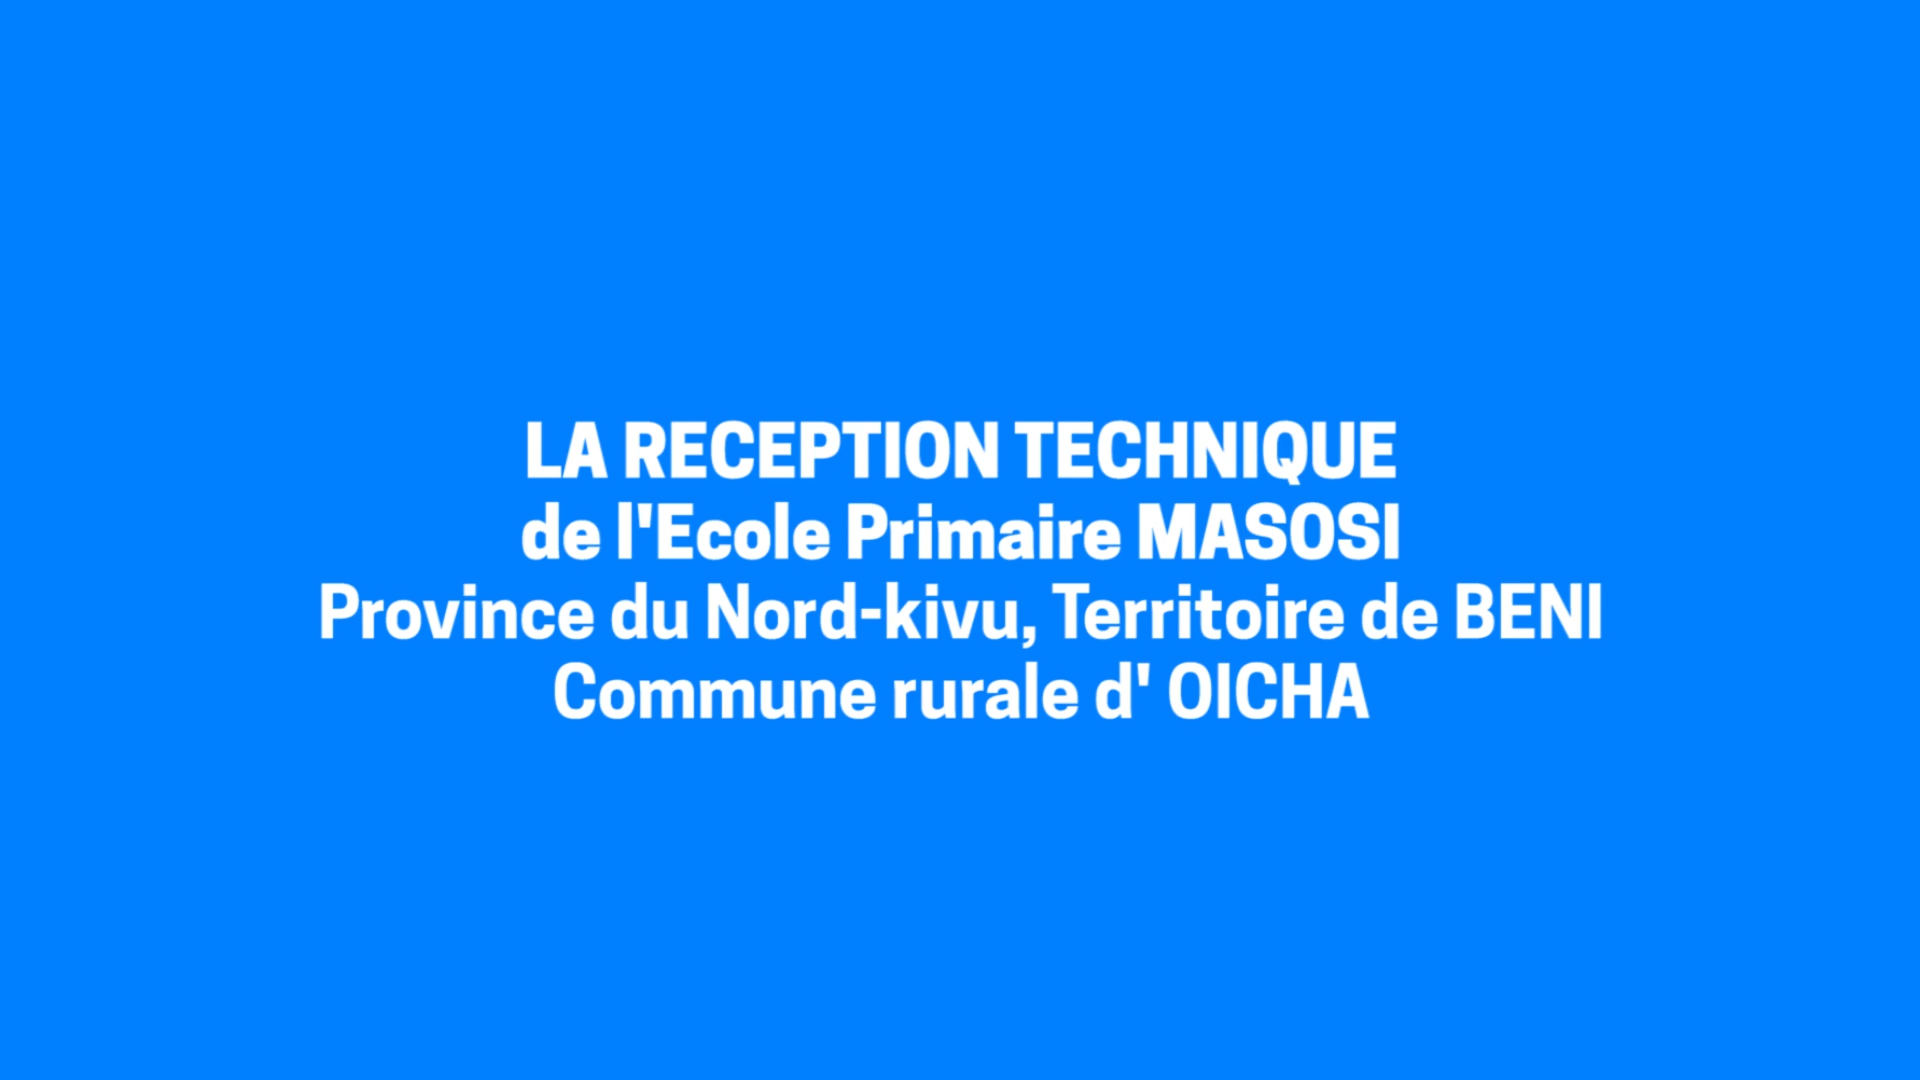 LA RECEPTION TECHNIQUE
de l'Ecole Primaire MASOSI
Province du Nord-kivu, Territoire de BENI
Commune rurale d' OICHA